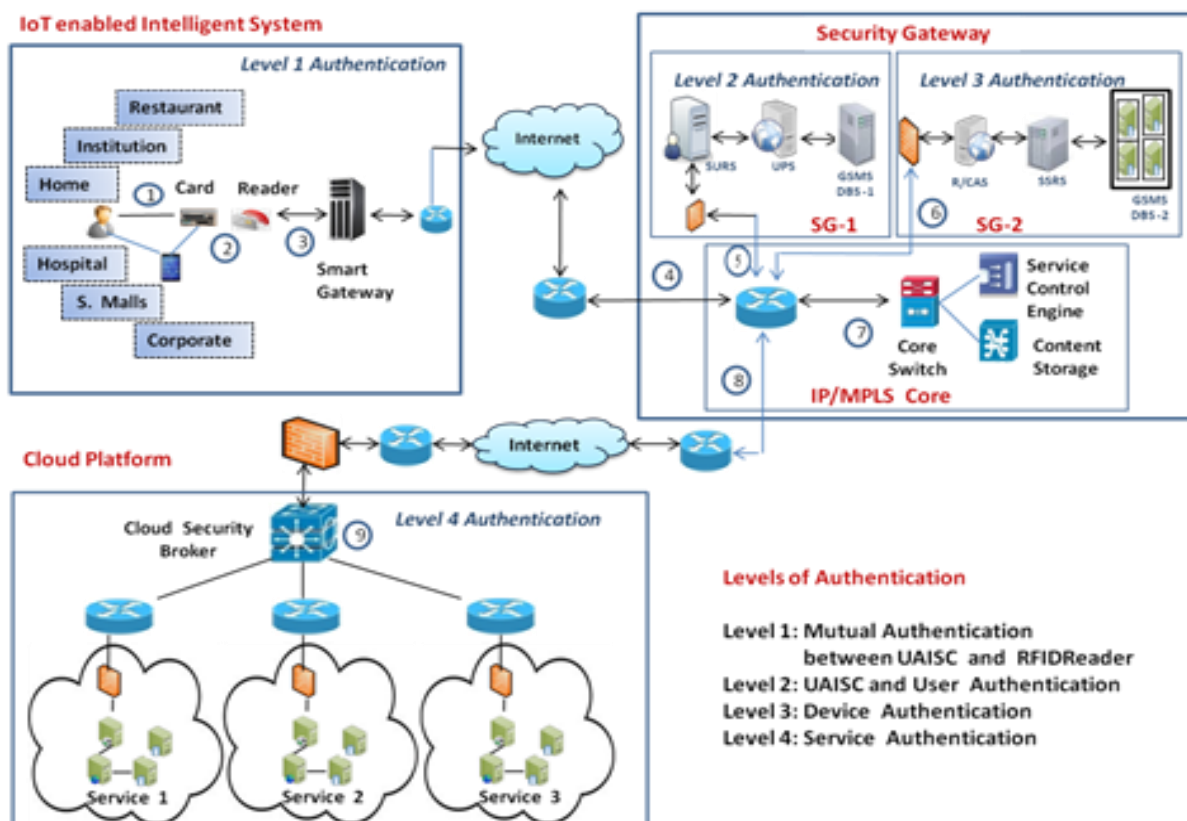 IoT enabled Intelligent System
Level 1 Authentication
Restaurant
Institution
Home
1
Card
Reader
2
3
Hospital
S. Malls
Corporate
Smart
Gateway
Internet
4
Security Gateway
Level 2 Authentication
SURS
UPS
GSMS
DBS-1
SG-1
Level 3 Authentication
R/CAS
SSRS
GSMS
DBS-2
6
SG-2
5
7
8
Core
Switch
Service
Control
Engine
Content
Storage
IP/MPLS Core
Internet
Cloud Platform
Cloud Security
Broker
9
Level 4 Authentication
Service 1
Service 2
Service 3
Levels of Authentication
Level 1: Mutual Authentication
between UAISC and RFIDReader
Level 2: UAISC and User Authentication
Level 3: Device Authentication
Level 4: Service Authentication